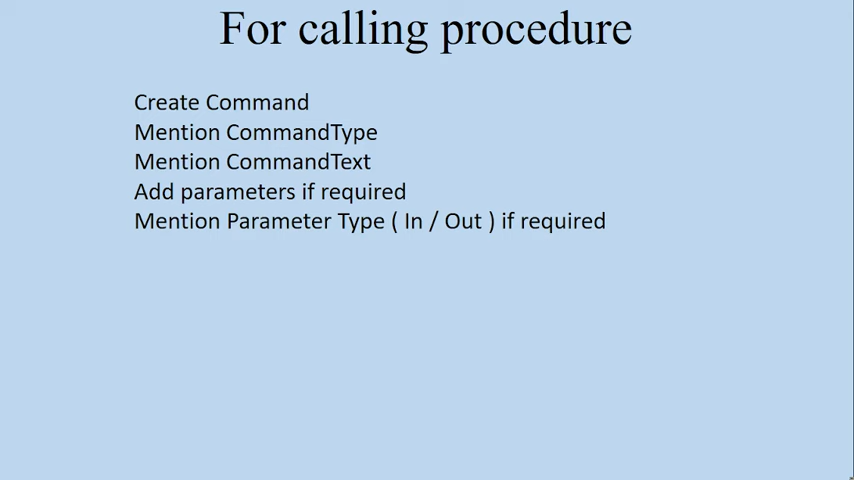 For calling procedure
Create Command
Mention CommandType
Mention CommandText
Add parameters if required
Mention Parameter Type ( In / Out ) if required